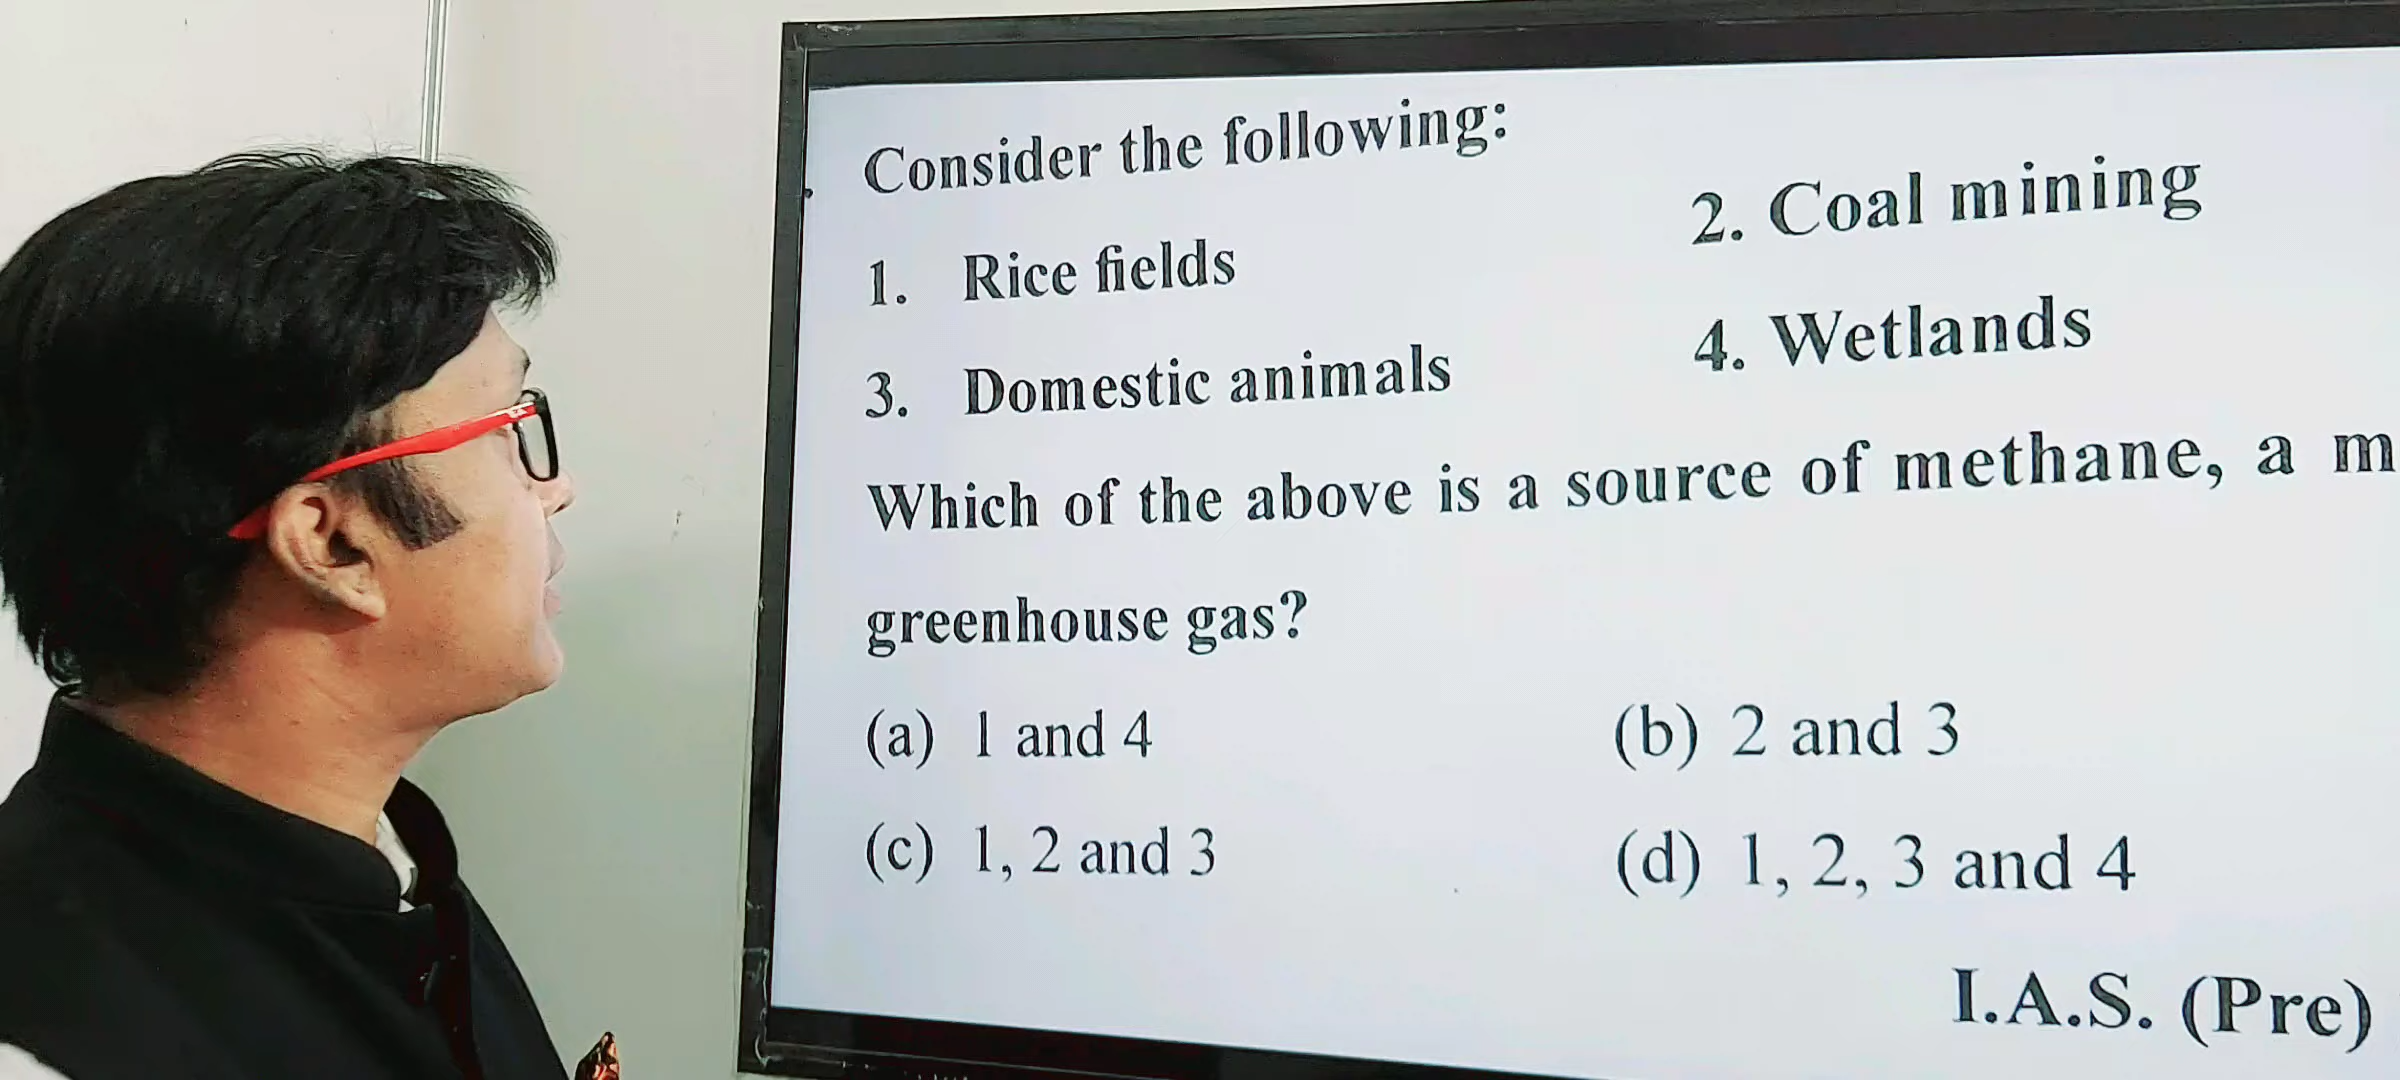 Consider the following:
1. Rice fields 2. Coal mining
3. Domestic animals 4. Wetlands
Which of the above is a source of methane, a m
greenhouse gas?
(a) 1 and 4 (b) 2 and 3
(c) 1, 2 and 3 (d) 1, 2, 3 and 4
I.A.S. (Pre)